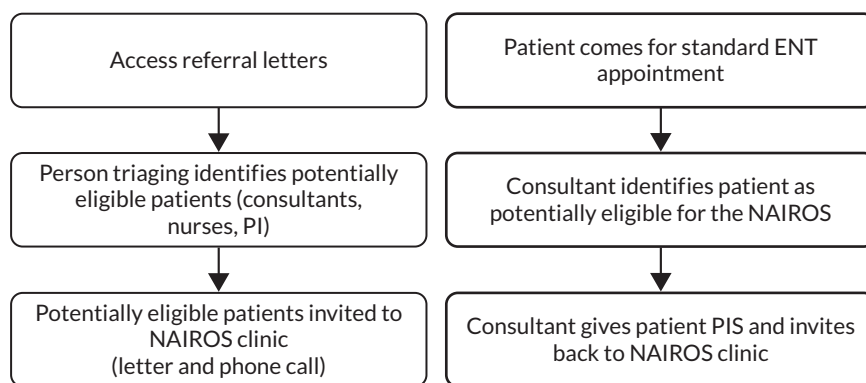 Access referral letters
Person triaging identifies potentially
eligible patients (consultants,
nurses, PI)
Potentially eligible patients invited to
NAIROS clinic
(letter and phone call)
Patient comes for standard ENT
appointment
Consultant identifies patient as
potentially eligible for the NAIROS
Consultant gives patient PIS and invites
back to NAIROS clinic